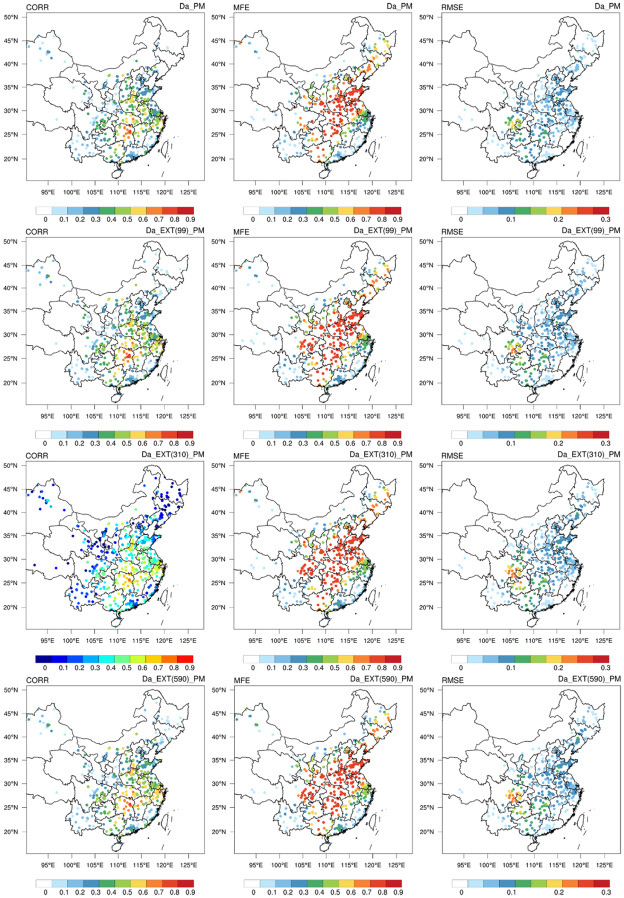 CORR Da_PM
50°N
45°N
40°N
35°N
30°N
25°N
20°N
95°E 100°E 105°E 110°E 115°E 120°E 125°E
0 0.1 0.2 0.3 0.4 0.5 0.6 0.7 0.8 0.9
MFE Da_PM
50°N
45°N
40°N
35°N
30°N
25°N
20°N
95°E 100°E 105°E 110°E 115°E 120°E 125°E
0 0.1 0.2 0.3 0.4 0.5 0.6 0.7 0.8 0.9
RMSE Da_PM
50°N
45°N
40°N
35°N
30°N
25°N
20°N
95°E 100°E 105°E 110°E 115°E 120°E 125°E
0 0.1 0.2 0.3
CORR Da_EXT(99)_PM
50°N
45°N
40°N
35°N
30°N
25°N
20°N
95°E 100°E 105°E 110°E 115°E 120°E 125°E
0 0.1 0.2 0.3 0.4 0.5 0.6 0.7 0.8 0.9
MFE Da_EXT(99)_PM
50°N
45°N
40°N
35°N
30°N
25°N
20°N
95°E 100°E 105°E 110°E 115°E 120°E 125°E
0 0.1 0.2 0.3 0.4 0.5 0.6 0.7 0.8 0.9
RMSE Da_EXT(99)_PM
50°N
45°N
40°N
35°N
30°N
25°N
20°N
95°E 100°E 105°E 110°E 115°E 120°E 125°E
0 0.1 0.2 0.3
CORR Da_EXT(310)_PM
50°N
45°N
40°N
35°N
30°N
25°N
20°N
95°E 100°E 105°E 110°E 115°E 120°E 125°E
0 0.1 0.2 0.3 0.4 0.5 0.6 0.7 0.8 0.9
MFE Da_EXT(310)_PM
50°N
45°N
40°N
35°N
30°N
25°N
20°N
95°E 100°E 105°E 110°E 115°E 120°E 125°E
0 0.1 0.2 0.3 0.4 0.5 0.6 0.7 0.8 0.9
RMSE Da_EXT(310)_PM
50°N
45°N
40°N
35°N
30°N
25°N
20°N
95°E 100°E 105°E 110°E 115°E 120°E 125°E
0 0.1 0.2 0.3
CORR Da_EXT(590)_PM
50°N
45°N
40°N
35°N
30°N
25°N
20°N
95°E 100°E 105°E 110°E 115°E 120°E 125°E
0 0.1 0.2 0.3 0.4 0.5 0.6 0.7 0.8 0.9
MFE Da_EXT(590)_PM
50°N
45°N
40°N
35°N
30°N
25°N
20°N
95°E 100°E 105°E 110°E 115°E 120°E 125°E
0 0.1 0.2 0.3 0.4 0.5 0.6 0.7 0.8 0.9
RMSE Da_EXT(590)_PM
50°N
45°N
40°N
35°N
30°N
25°N
20°N
95°E 100°E 105°E 110°E 115°E 120°E 125°E
0 0.1 0.2 0.3